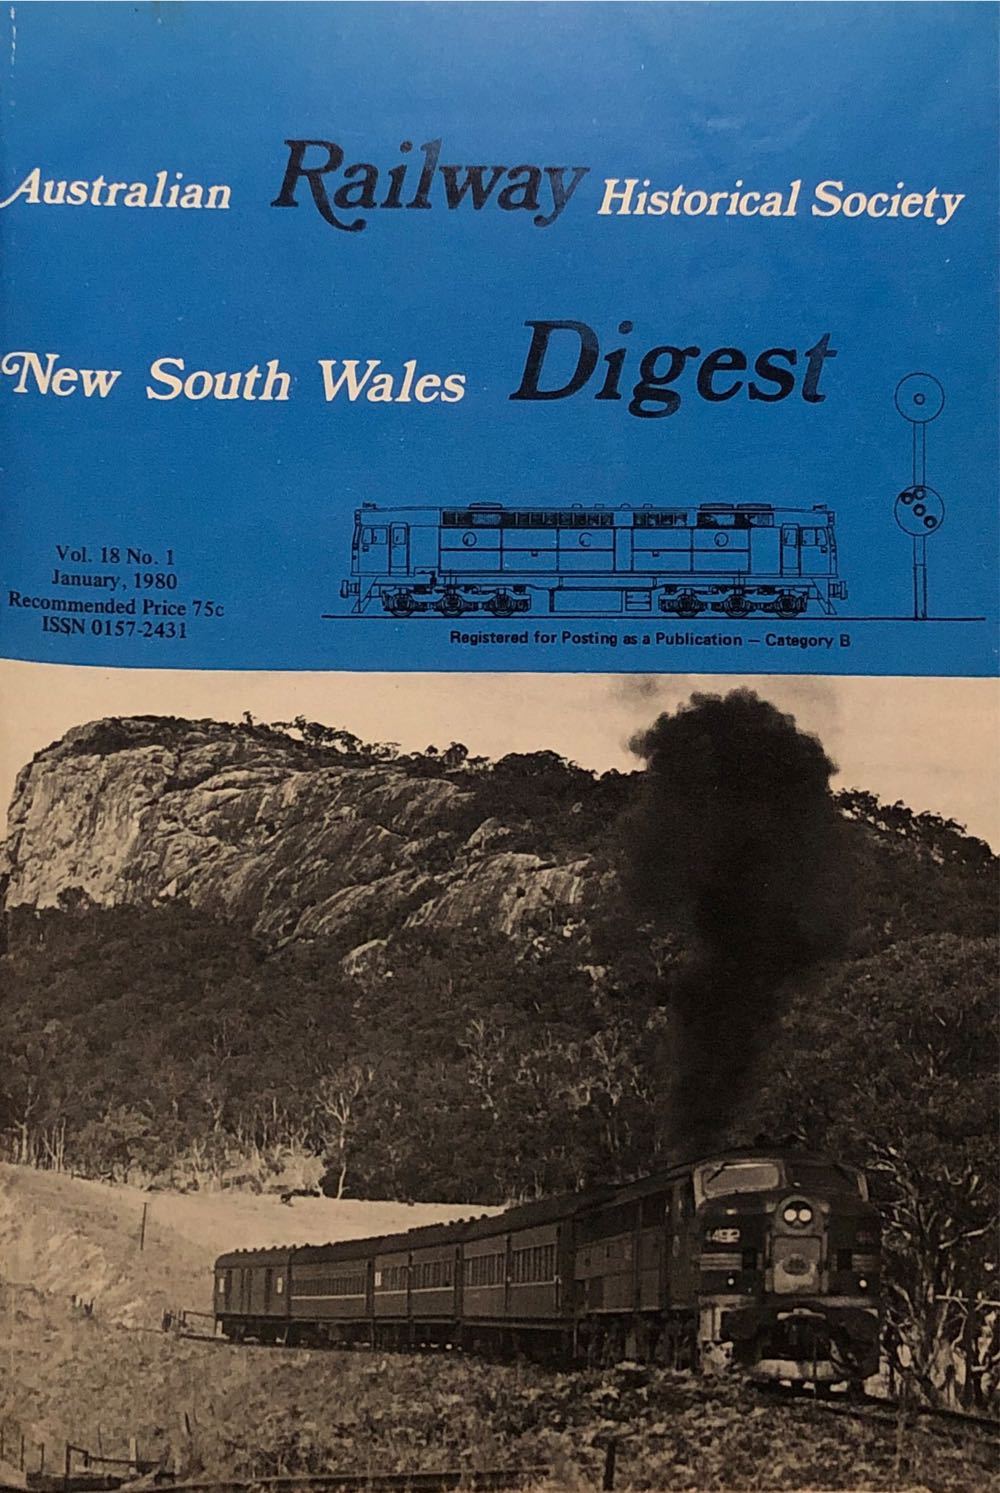 Australian Railway Historical Society
New South Wales Digest
Vol. 18 No. 1
January, 1980
Recommended Price 75c
ISSN 0157-2431
Registered for Posting as a Publication — Category B